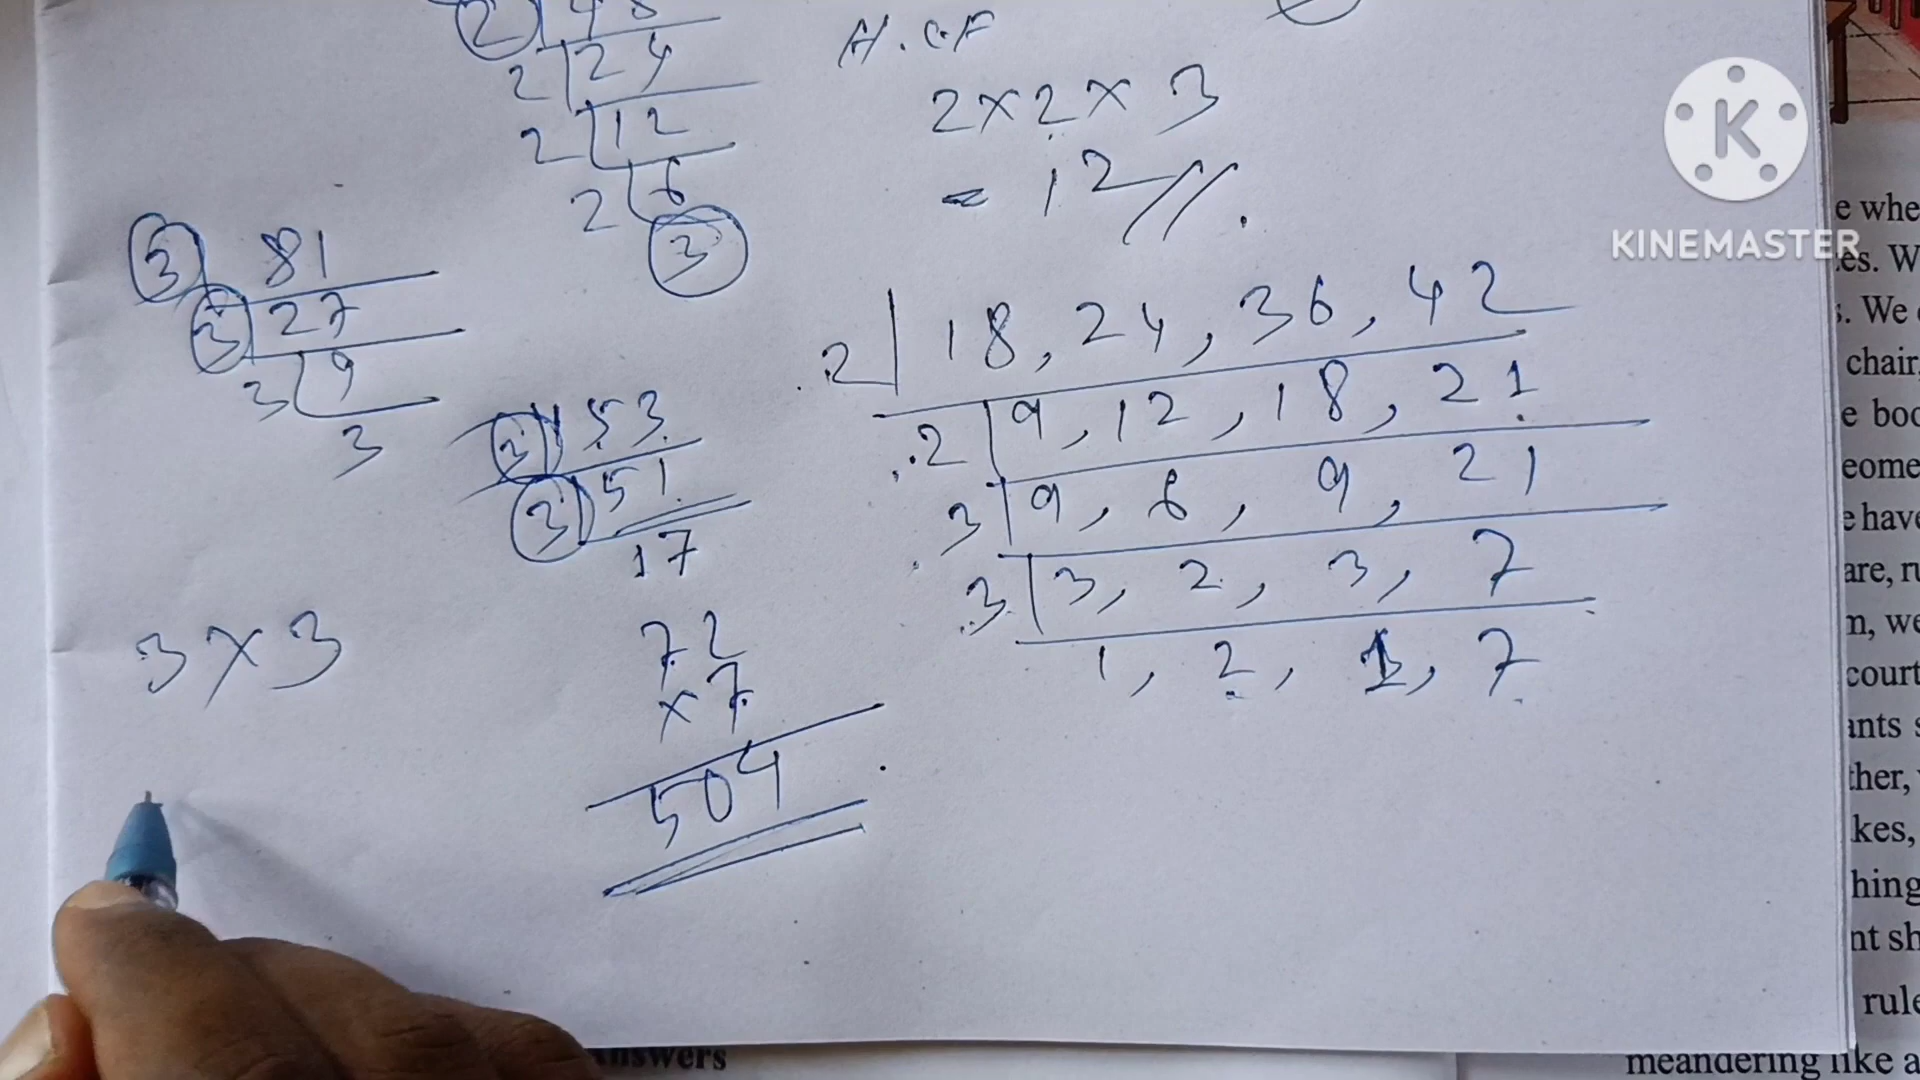 2 48
2 24
2 12
2 6
3
H.C.F
2 × 2 × 3
= 12 //.
3 81
3 27
3 9
3
3 153
3 51
17
2 18, 24, 36, 42
2 9, 12, 18, 21
3 9, 6, 9, 21
3 3, 2, 3, 7
1, 2, 1, 7
3 × 3
72
× 7
504
KINEMASTER
e whe
es. W
s. We
chair,
e boo
eome
e have
are, ru
n, we
court
ants s
ther,
kes,
hing
nt sh
rule
meandering like a
Answers